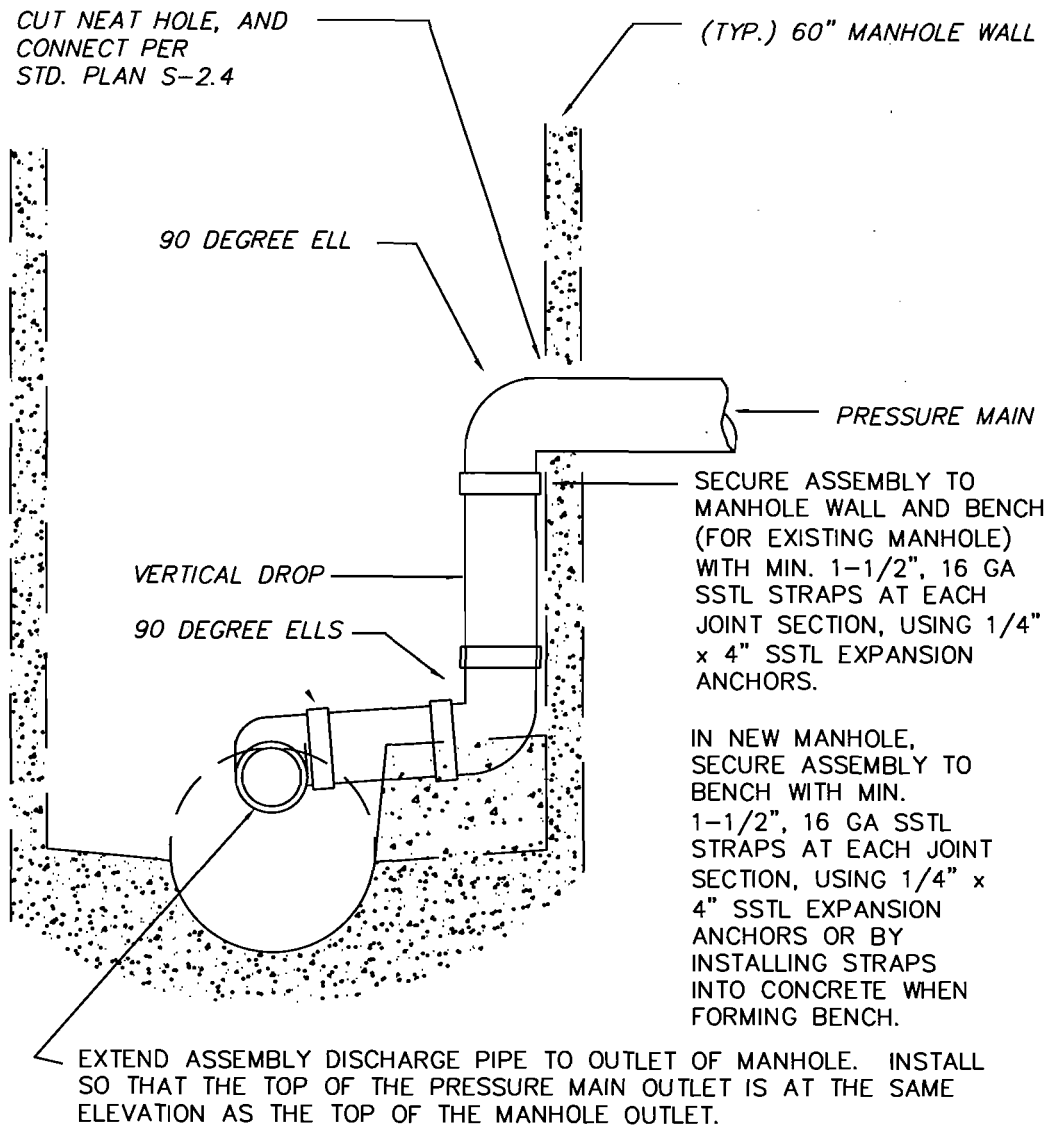 CUT NEAT HOLE, AND
CONNECT PER
STD. PLAN S-2.4
(TYP.) 60" MANHOLE WALL
90 DEGREE ELL
PRESSURE MAIN
SECURE ASSEMBLY TO
MANHOLE WALL AND BENCH
(FOR EXISTING MANHOLE)
WITH MIN. 1-1/2", 16 GA
SSTL STRAPS AT EACH
JOINT SECTION, USING 1/4"
x 4" SSTL EXPANSION
ANCHORS.
VERTICAL DROP
90 DEGREE ELLS
IN NEW MANHOLE,
SECURE ASSEMBLY TO
BENCH WITH MIN.
1-1/2", 16 GA SSTL
STRAPS AT EACH JOINT
SECTION, USING 1/4" x
4" SSTL EXPANSION
ANCHORS OR BY
INSTALLING STRAPS
INTO CONCRETE WHEN
FORMING BENCH.
EXTEND ASSEMBLY DISCHARGE PIPE TO OUTLET OF MANHOLE. INSTALL
SO THAT THE TOP OF THE PRESSURE MAIN OUTLET IS AT THE SAME
ELEVATION AS THE TOP OF THE MANHOLE OUTLET.